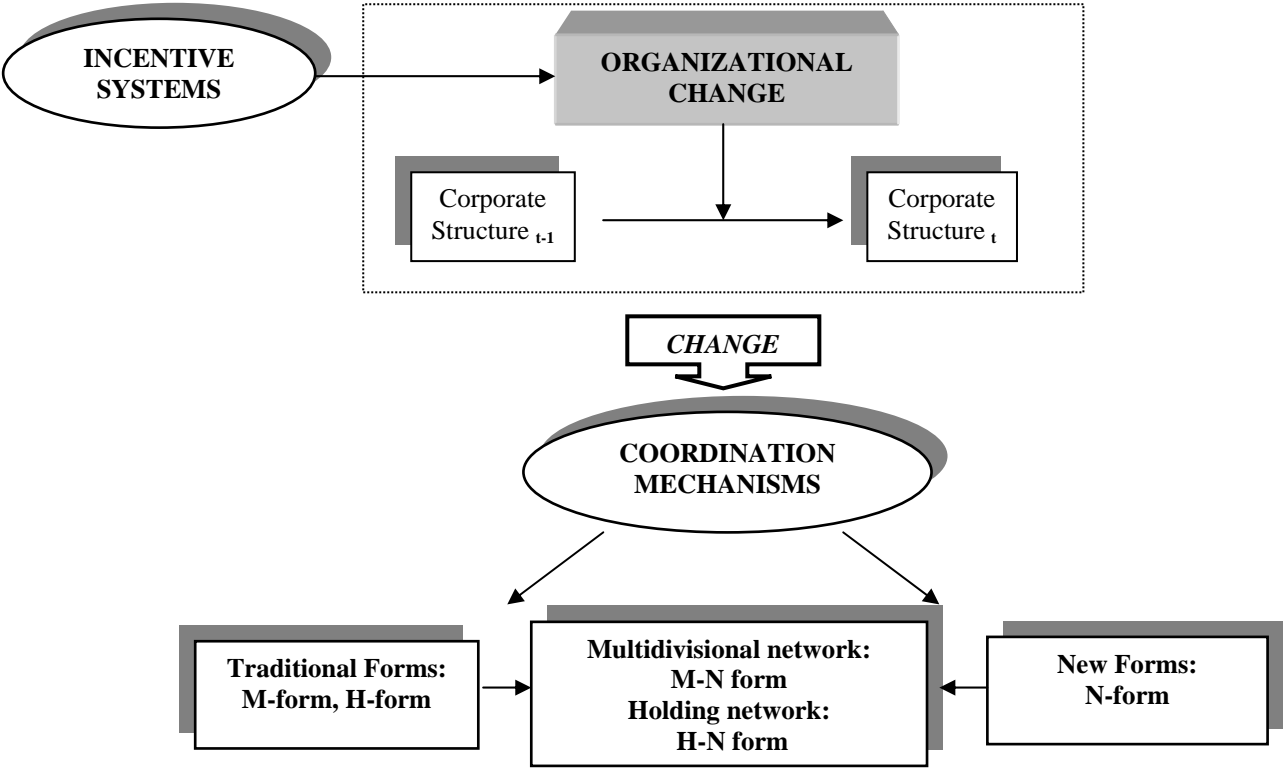 INCENTIVE
SYSTEMS
ORGANIZATIONAL
CHANGE
Corporate
Structure t-1
Corporate
Structure t
CHANGE
COORDINATION
MECHANISMS
Traditional Forms:
M-form, H-form
Multidivisional network:
M-N form
Holding network:
H-N form
New Forms:
N-form